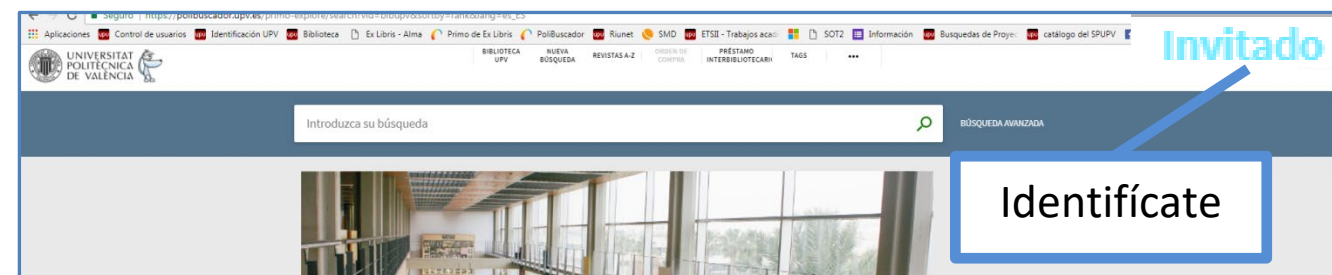 Seguro | https://polibuscador.upv.es/primo-explore/search?vid=bibupv&sortby=rank&lang=es_ES
Aplicaciones Control de usuarios Identificación UPV Biblioteca Ex Libris - Alma Primo de Ex Libris PoliBuscador Riunet SMD ETSII - Trabajos acad SOT2 Información Busquedas de Proyec catálogo del SPUPV
Invitado
UNIVERSITAT
POLITÈCNICA
DE VALÈNCIA
BIBLIOTECA
UPV
NUEVA
BÚSQUEDA
REVISTAS A-Z
ORDEN DE
COMPRA
PRÉSTAMO
INTERBIBLIOTECARI
TAGS
Introduzca su búsqueda
BÚSQUEDA AVANZADA
Identifícate